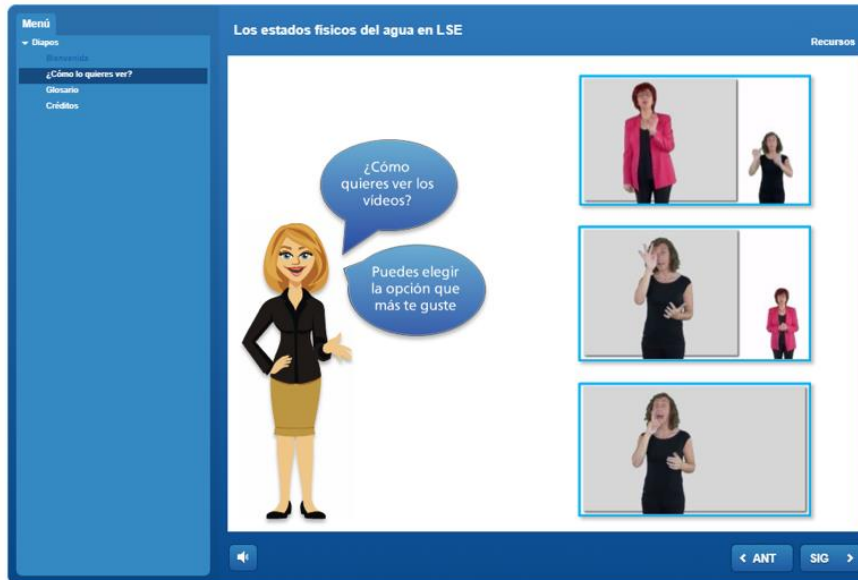 Menú
Diapos
Bienvenida
¿Cómo lo quieres ver?
Glosario
Créditos
Los estados físicos del agua en LSE
Recursos
¿Cómo
quieres ver los
vídeos?
Puedes elegir
la opción que
más te guste
ANT
SIG